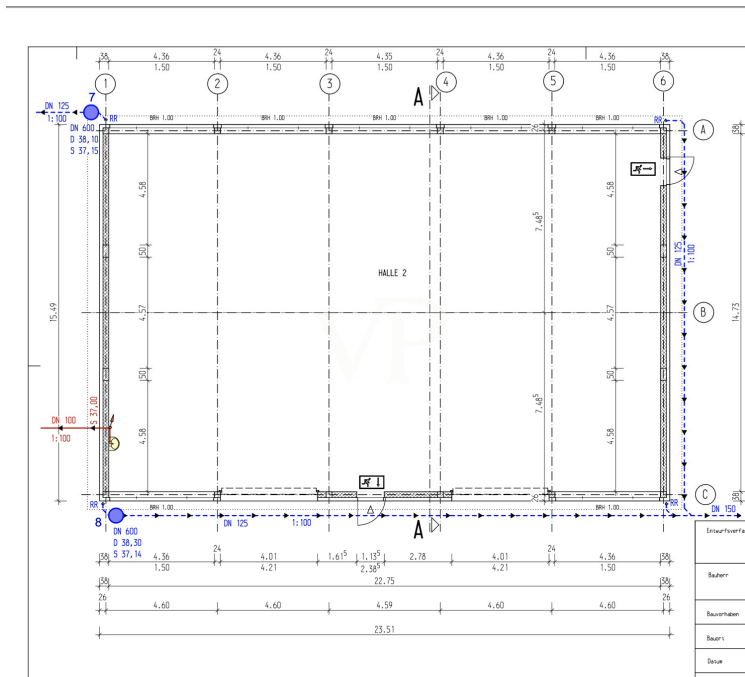 38 4.36 24 4.36 24 4.35 24 4.36 24 4.36 38
1.50 1.50 1.50 1.50 1.50
1 2 3 4 5 6
A
7
DN 125
1:100
RR
BRH 1.00 BRH 1.00 BRH 1.00 BRH 1.00 BRH 1.00
RR
DN 600
D 38,10
S 37,15
26
A
38
4.58
4.58
7.48⁵
50
50
DN 125
1:100
HALLE 2
15.49
4.57
4.57
B
14.73
VP
50
50
7.48⁵
S 37,00
DN 100
1:100
4.58
4.58
26
C
38
RR
BRH 1.00
BRH 1.00
RR
DN 150
8
DN 125
1:100
A
DN 600
D 38,30
S 37,14
Entwurfsverfa
38 4.36 24 4.01 1.61⁵ 1.13⁵ 2.78 4.01 24 4.36 38
1.50 4.21 2.38⁵ 4.21 1.50
Bauherr
38 22.75 38
26 4.60 4.60 4.59 4.60 4.60 26
Bauvorhaben
23.51
Bauort
Datum